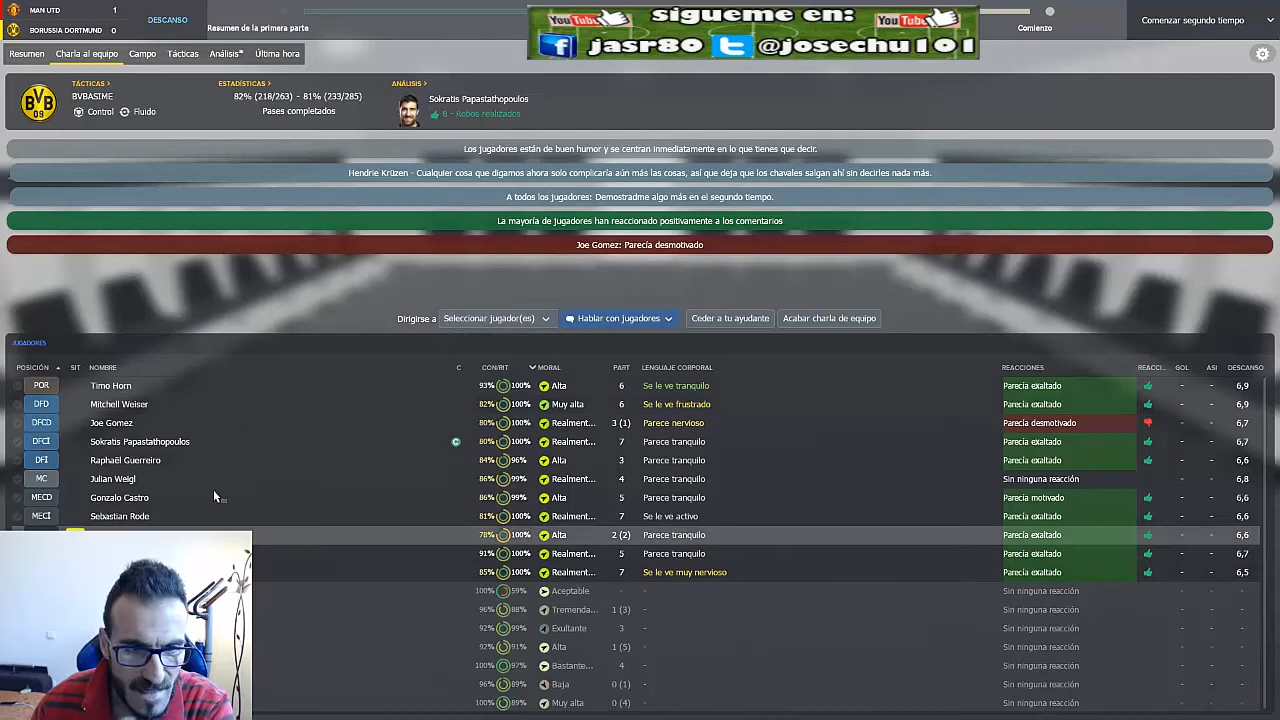 MAN UTD 1
BORUSSIA DORTMUND 0
DESCANSO
Resumen de la primera parte
Comienzo
Comenzar segundo tiempo
YouTube sigueme en: YouTube
jasr80 @josechu101
Resumen Charla al equipo Campo Tácticas Análisis* Última hora
BVB 09
TÁCTICAS >
BVBASIME
Control Fluido
ESTADÍSTICAS >
82% (218/263) - 81% (233/285)
Pases completados
ANÁLISIS >
Sokratis Papastathopoulos
8 - Robos realizados
Los jugadores están de buen humor y se centran inmediatamente en lo que tienes que decir.
Hendrie Krüzen - Cualquier cosa que digamos ahora solo complicaría aún más las cosas, así que deja que los chavales salgan ahí sin decirles nada más.
A todos los jugadores: Demostradme algo más en el segundo tiempo.
La mayoría de jugadores han reaccionado positivamente a los comentarios
Joe Gomez: Parecía desmotivado
Dirigirse a Seleccionar jugador(es) Hablar con jugadores Ceder a tu ayudante Acabar charla de equipo
JUGADORES
POSICIÓN SIT NOMBRE C CON/RIT MORAL PART LENGUAJE CORPORAL REACCIONES REACCI... GOL ASI DESCANSO
POR Timo Horn 93% 100% Alta 6 Se le ve tranquilo Parecía exaltado - - 6,9
DFD Mitchell Weiser 82% 100% Muy alta 6 Se le ve frustrado Parecía exaltado - - 6,9
DFCD Joe Gomez 80% 100% Realment... 3 (1) Parece nervioso Parecía desmotivado - - 6,7
DFCI Sokratis Papastathopoulos C 80% 100% Realment... 7 Parece tranquilo Parecía exaltado - - 6,7
DFI Raphaël Guerreiro 84% 96% Alta 3 Parece tranquilo Parecía exaltado - - 6,6
MC Julian Weigl 86% 99% Realment... 4 Parece tranquilo Sin ninguna reacción - - 6,8
MECD Gonzalo Castro 86% 99% Alta 5 Parece tranquilo Parecía motivado - - 6,6
MECI Sebastian Rode 81% 100% Realment... 7 Se le ve activo Parecía exaltado - - 6,6
78% 100% Alta 2 (2) Parece tranquilo Parecía exaltado - - 6,6
91% 100% Realment... 5 Parece tranquilo Parecía exaltado - - 6,7
85% 100% Realment... 7 Se le ve muy nervioso Parecía exaltado - - 6,5
100% 59% Aceptable - - Sin ninguna reacción - - -
96% 88% Tremenda... 1 (3) - Sin ninguna reacción - - -
92% 99% Exultante 3 - Sin ninguna reacción - - -
92% 91% Alta 1 (5) - Sin ninguna reacción - - -
100% 97% Bastante... 4 - Sin ninguna reacción - - -
96% 89% Baja 0 (1) - Sin ninguna reacción - - -
100% 89% Muy alta 0 (4) - Sin ninguna reacción - - -